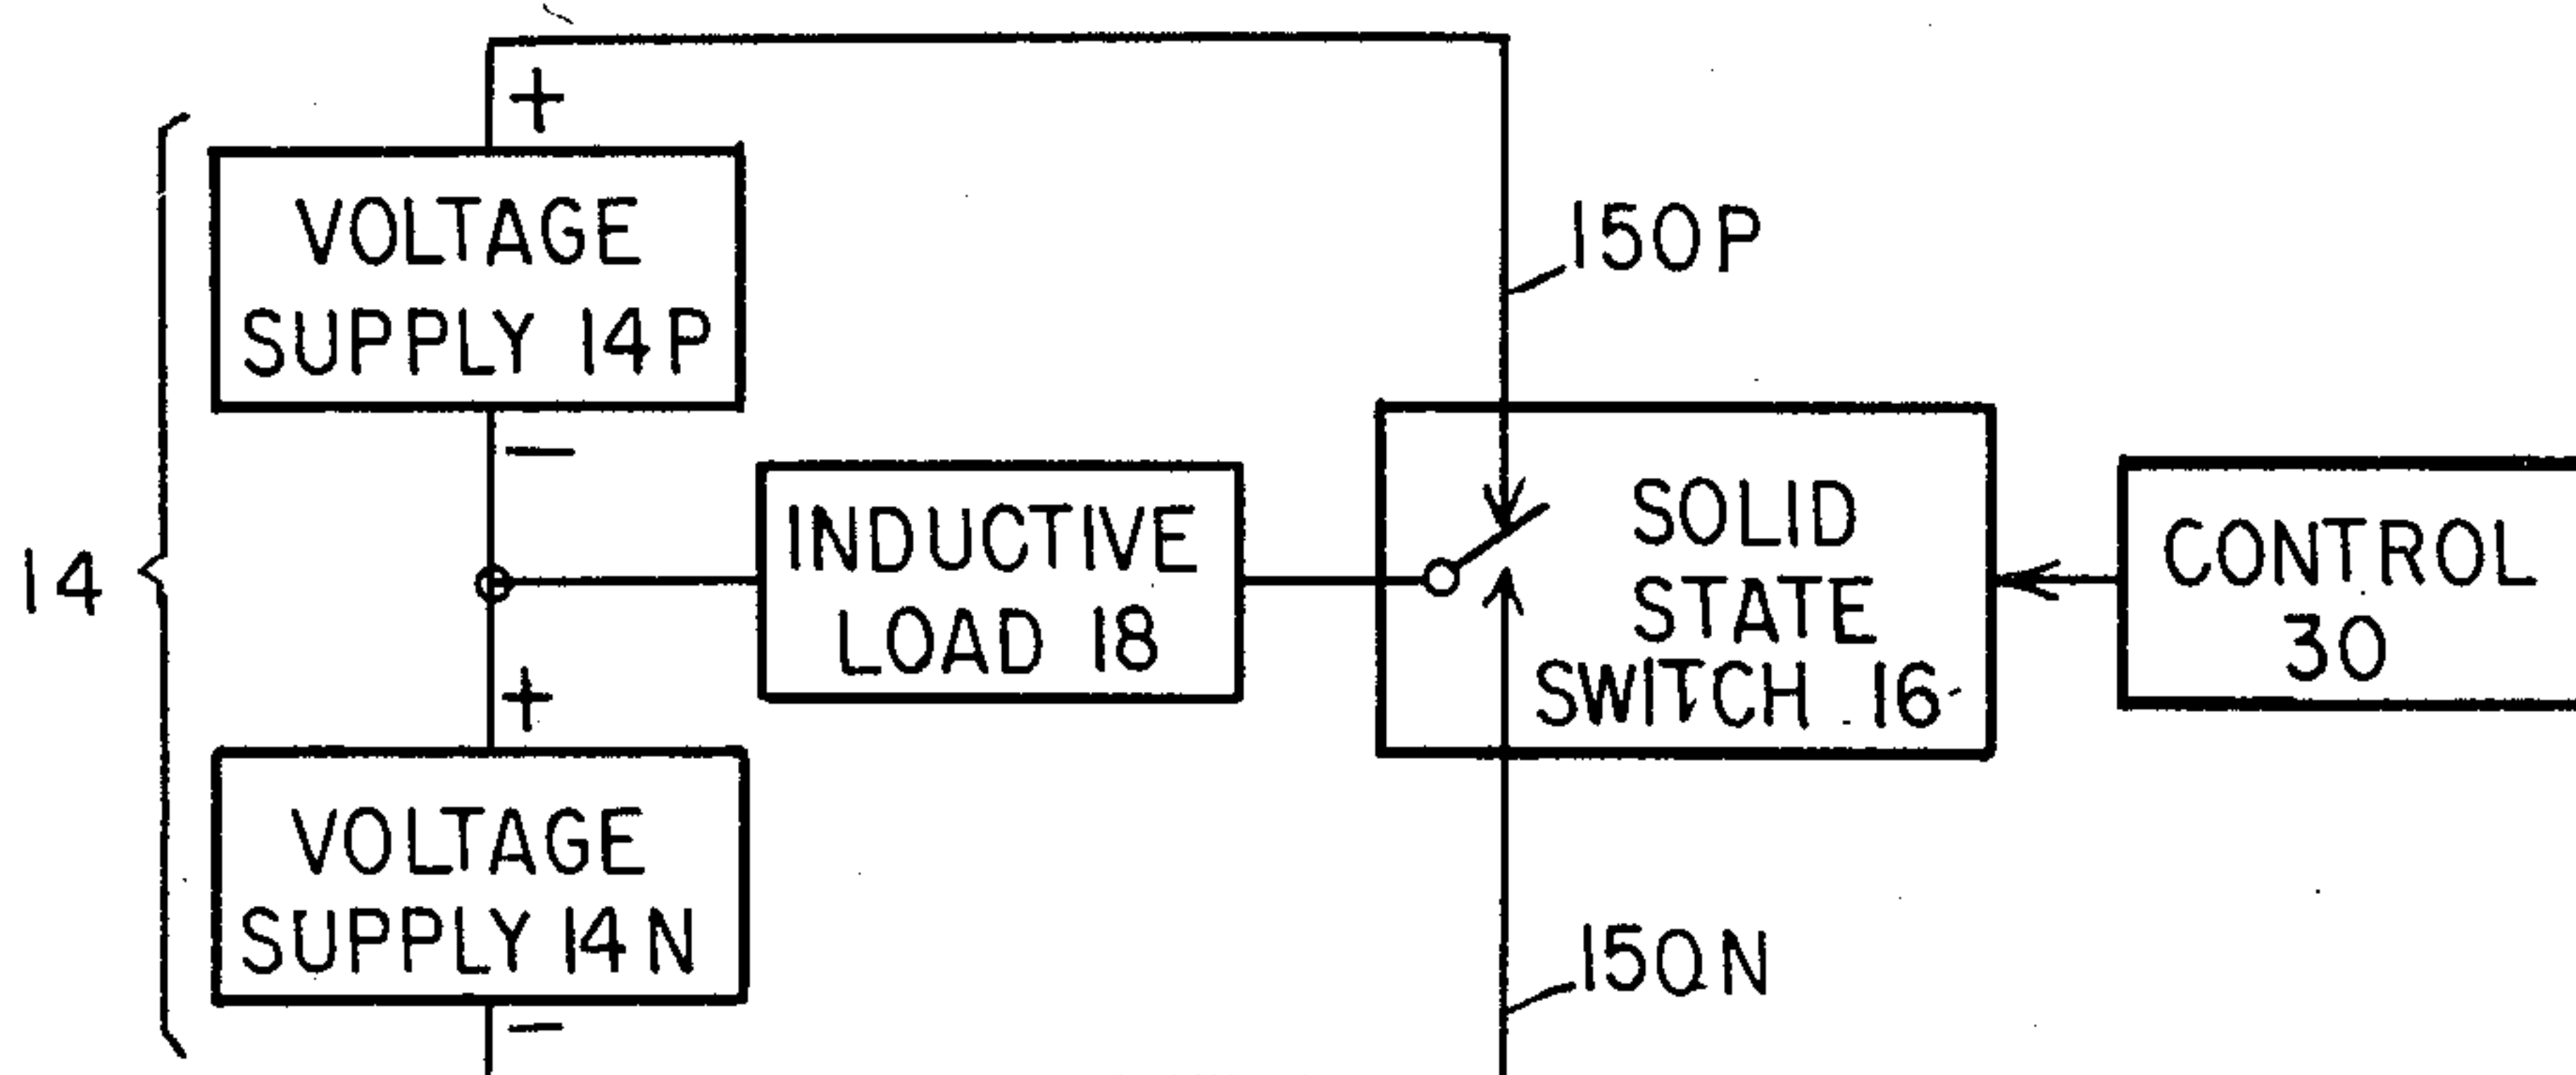 +
VOLTAGE
SUPPLY 14P
−
150P
14
INDUCTIVE
LOAD 18
SOLID
STATE
SWITCH 16
CONTROL
30
+
VOLTAGE
SUPPLY 14N
−
150N